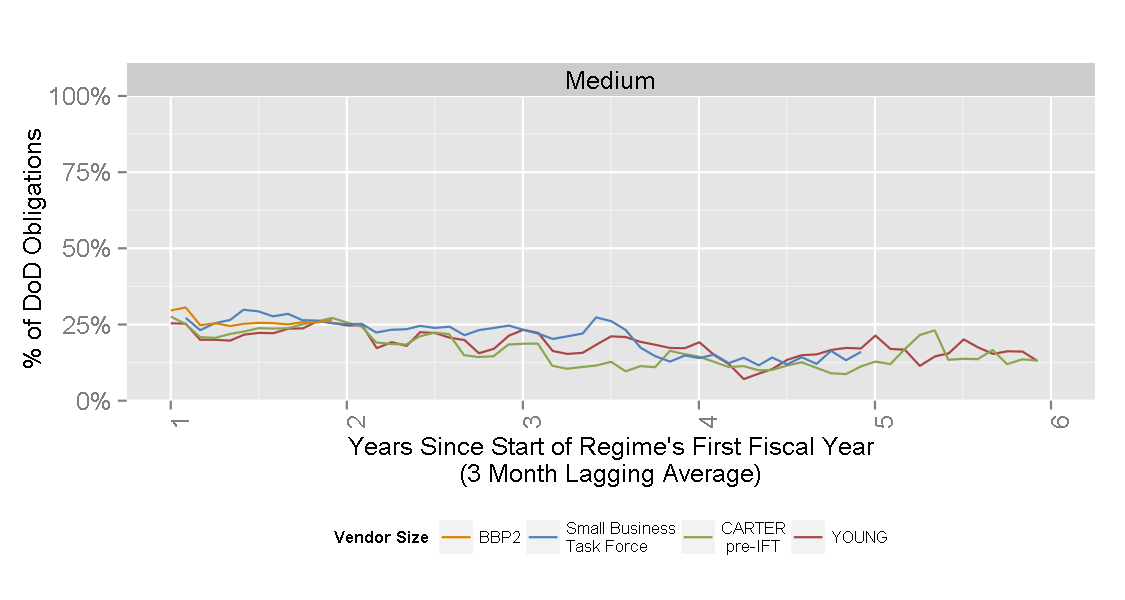 Medium
100%
75%
50%
25%
0%
% of DoD Obligations
1 2 3 4 5 6
Years Since Start of Regime's First Fiscal Year
(3 Month Lagging Average)
Vendor Size BBP2 Small Business CARTER YOUNG
Task Force pre-IFT